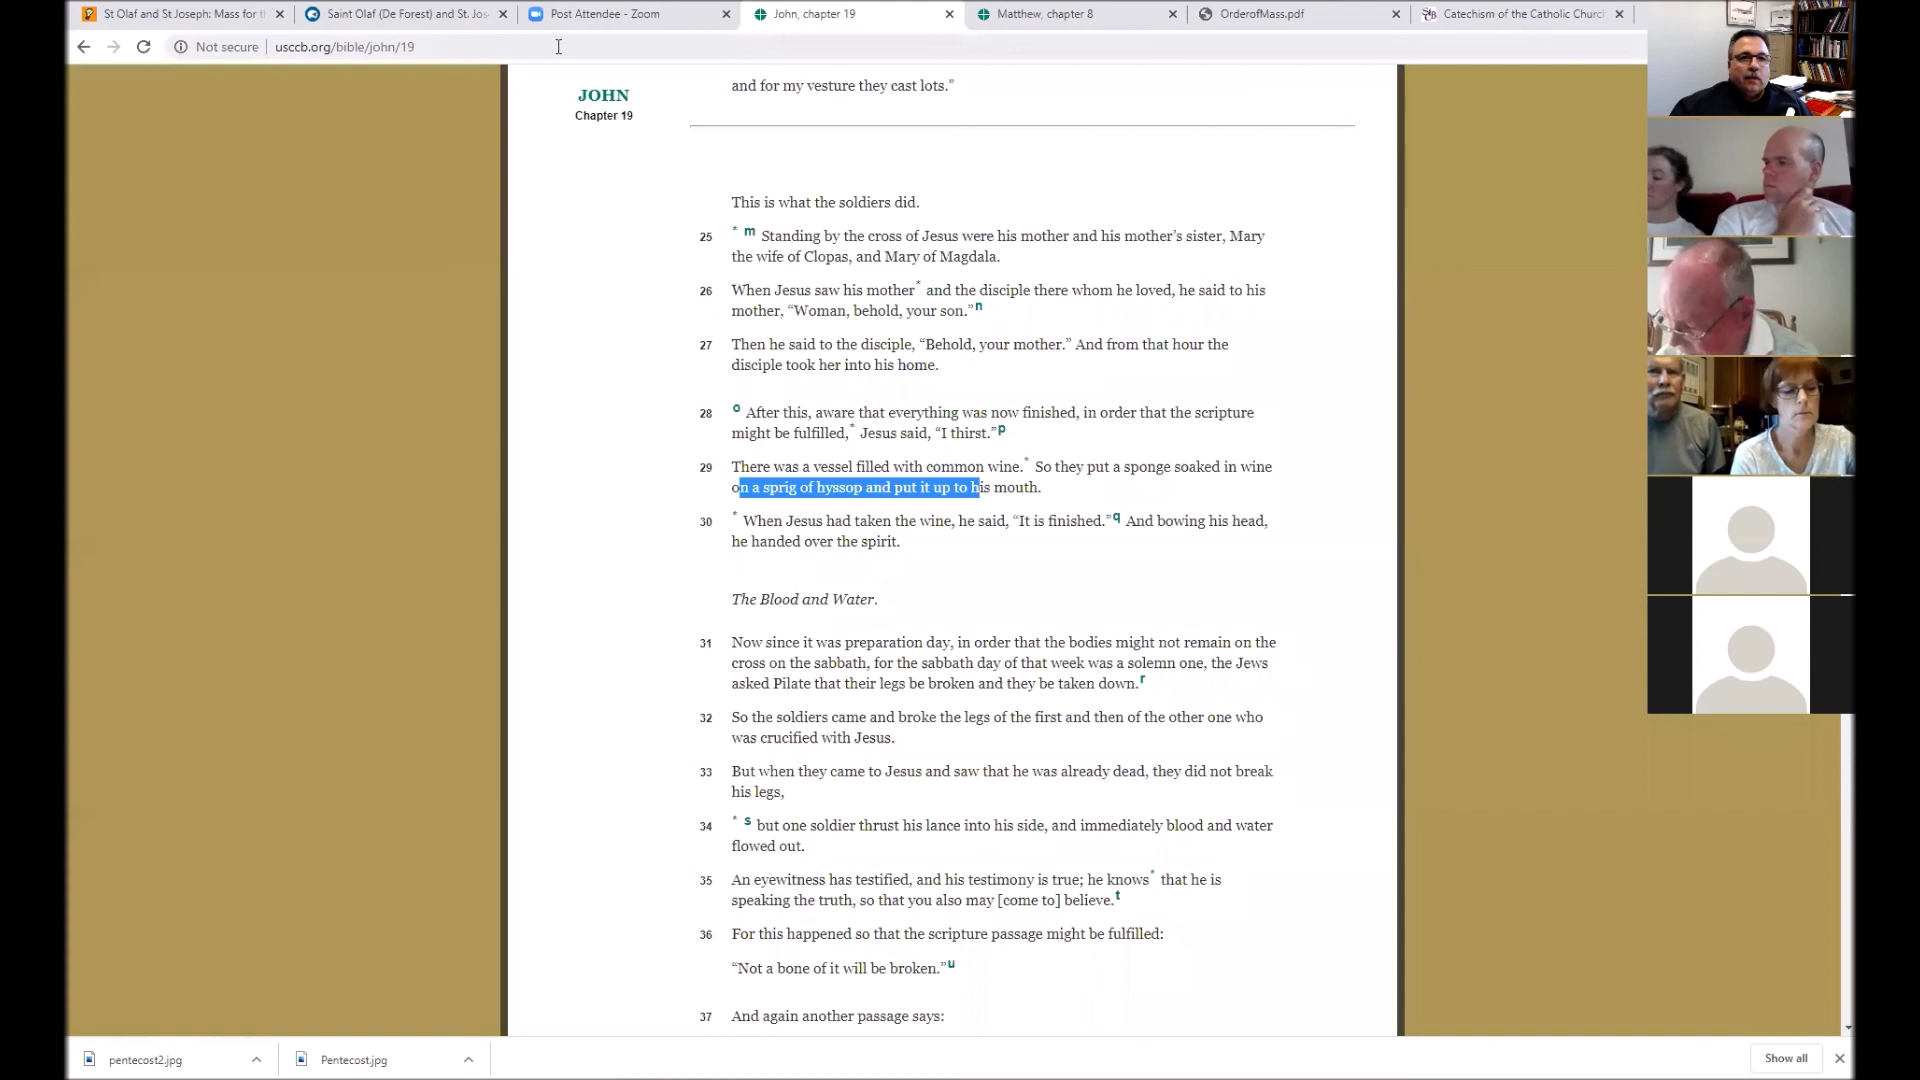 St Olaf and St Joseph: Mass for t
Saint Olaf (De Forest) and St. Jos
Post Attendee - Zoom
John, chapter 19
Matthew, chapter 8
OrderofMass.pdf
Catechism of the Catholic Church
Not secure | usccb.org/bible/john/19
JOHN
Chapter 19
and for my vesture they cast lots.”
This is what the soldiers did.
25 * m Standing by the cross of Jesus were his mother and his mother’s sister, Mary
the wife of Clopas, and Mary of Magdala.
26 When Jesus saw his mother* and the disciple there whom he loved, he said to his
mother, “Woman, behold, your son.”n
27 Then he said to the disciple, “Behold, your mother.” And from that hour the
disciple took her into his home.
28 o After this, aware that everything was now finished, in order that the scripture
might be fulfilled,* Jesus said, “I thirst.”p
29 There was a vessel filled with common wine.* So they put a sponge soaked in wine
on a sprig of hyssop and put it up to his mouth.
30 * When Jesus had taken the wine, he said, “It is finished.”q And bowing his head,
he handed over the spirit.
The Blood and Water.
31 Now since it was preparation day, in order that the bodies might not remain on the
cross on the sabbath, for the sabbath day of that week was a solemn one, the Jews
asked Pilate that their legs be broken and they be taken down.r
32 So the soldiers came and broke the legs of the first and then of the other one who
was crucified with Jesus.
33 But when they came to Jesus and saw that he was already dead, they did not break
his legs,
34 * s but one soldier thrust his lance into his side, and immediately blood and water
flowed out.
35 An eyewitness has testified, and his testimony is true; he knows* that he is
speaking the truth, so that you also may [come to] believe.t
36 For this happened so that the scripture passage might be fulfilled:
“Not a bone of it will be broken.”u
37 And again another passage says:
pentecost2.jpg
Pentecost.jpg
Show all